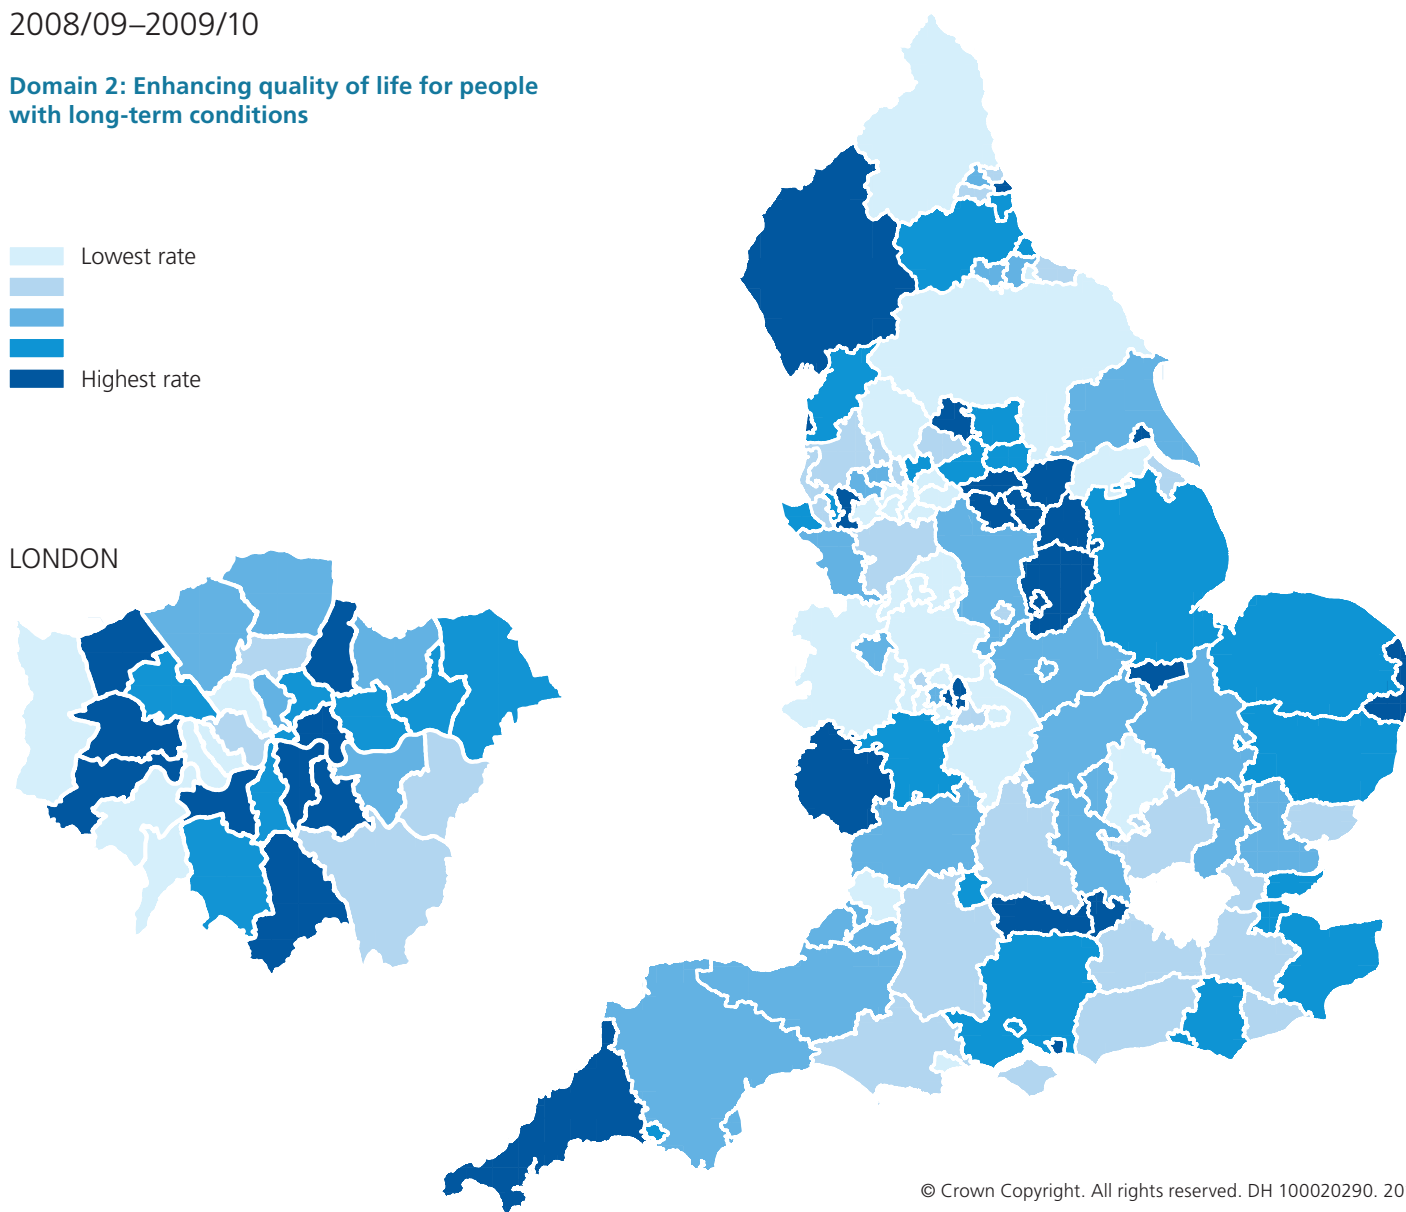 2008/09–2009/10
Domain 2: Enhancing quality of life for people
with long-term conditions
Lowest rate
Highest rate
LONDON
© Crown Copyright. All rights reserved. DH 100020290. 20